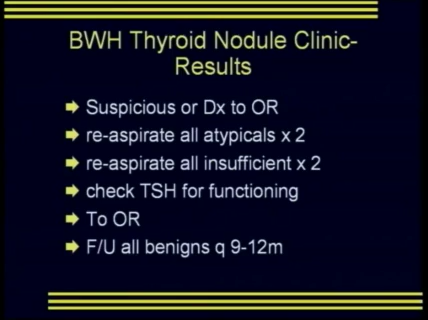 BWH Thyroid Nodule Clinic-
Results
Suspicious or Dx to OR
re-aspirate all atypicals x 2
re-aspirate all insufficient x 2
check TSH for functioning
To OR
F/U all benigns q 9-12m